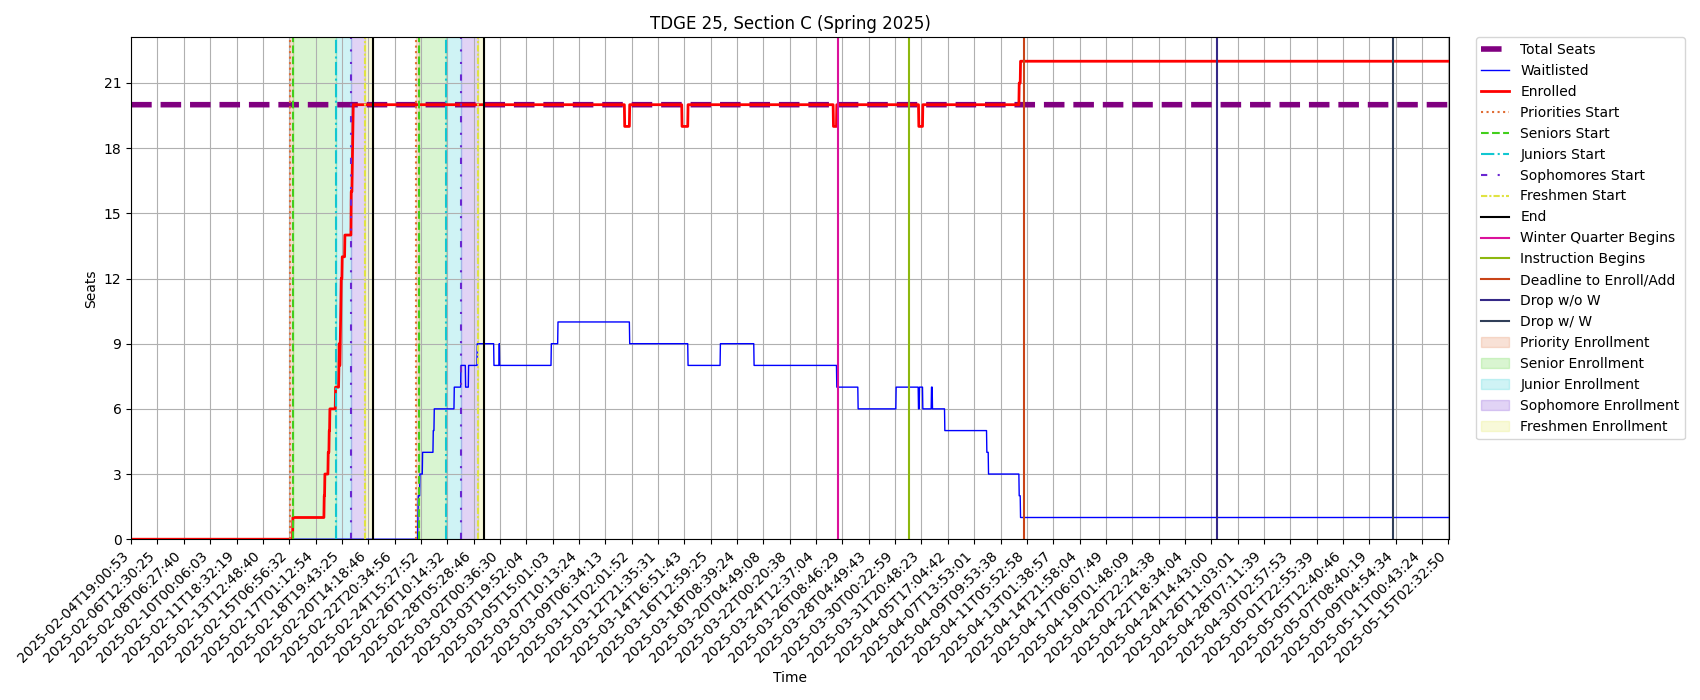 TDGE 25, Section C (Spring 2025)
Seats
21
18
15
12
9
6
3
0
2025-02-04T19:00:53
2025-02-06T12:30:25
2025-02-08T06:27:40
2025-02-10T00:06:03
2025-02-11T18:32:19
2025-02-13T12:48:40
2025-02-15T06:56:32
2025-02-17T01:12:54
2025-02-18T19:43:25
2025-02-20T14:18:46
2025-02-22T20:34:56
2025-02-24T15:27:52
2025-02-26T10:14:32
2025-02-28T05:28:46
2025-03-02T00:36:30
2025-03-03T19:52:04
2025-03-05T15:01:03
2025-03-07T10:13:24
2025-03-09T06:34:13
2025-03-11T02:01:52
2025-03-12T21:35:31
2025-03-14T16:51:43
2025-03-16T12:59:25
2025-03-18T08:39:24
2025-03-20T04:49:08
2025-03-22T00:20:38
2025-03-24T12:37:04
2025-03-26T08:46:29
2025-03-28T04:49:43
2025-03-30T00:22:59
2025-03-31T20:48:23
2025-04-05T17:04:42
2025-04-07T13:53:01
2025-04-09T09:53:38
2025-04-11T05:52:58
2025-04-13T01:38:57
2025-04-14T21:58:04
2025-04-17T06:07:49
2025-04-19T01:48:09
2025-04-20T22:24:38
2025-04-22T18:34:04
2025-04-24T14:43:00
2025-04-26T11:03:01
2025-04-28T07:11:39
2025-04-30T02:57:53
2025-05-01T22:55:39
2025-05-05T12:40:46
2025-05-07T08:40:19
2025-05-09T04:54:34
2025-05-11T00:43:24
2025-05-15T02:32:50
Time
Total Seats
Waitlisted
Enrolled
Priorities Start
Seniors Start
Juniors Start
Sophomores Start
Freshmen Start
End
Winter Quarter Begins
Instruction Begins
Deadline to Enroll/Add
Drop w/o W
Drop w/ W
Priority Enrollment
Senior Enrollment
Junior Enrollment
Sophomore Enrollment
Freshmen Enrollment